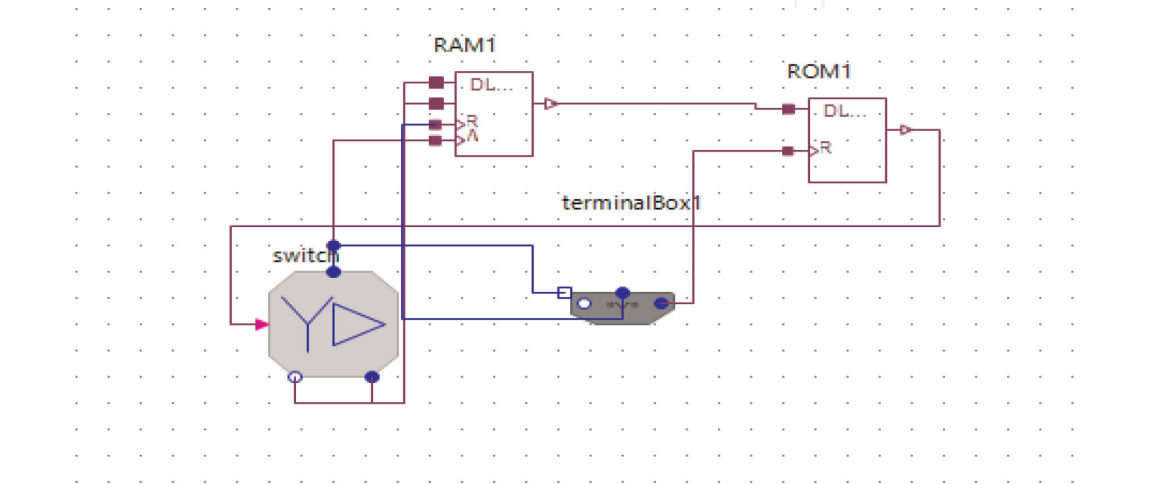 RAM1
ROM1
DL...
DL...
R
A
R
terminalBox1
switch
Y